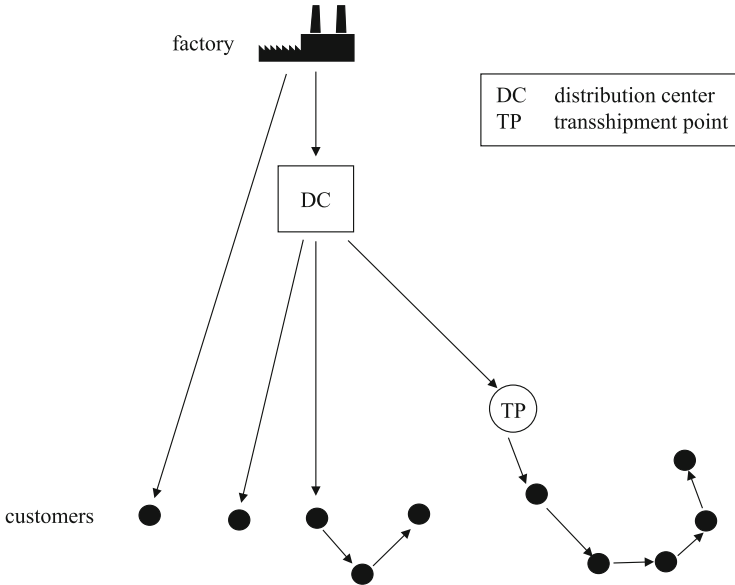 factory
DC distribution center
TP transshipment point
DC
TP
customers